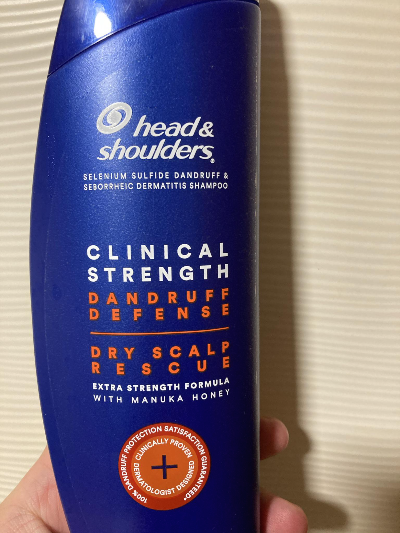 head &
shoulders®
SELENIUM SULFIDE DANDRUFF &
SEBORRHEIC DERMATITIS SHAMPOO
CLINICAL
STRENGTH
DANDRUFF
DEFENSE
DRY SCALP
RESCUE
EXTRA STRENGTH FORMULA
WITH MANUKA HONEY
100% DANDRUFF PROTECTION SATISFACTION GUARANTEED*
CLINICALLY PROVEN
DERMATOLOGIST DESIGNED